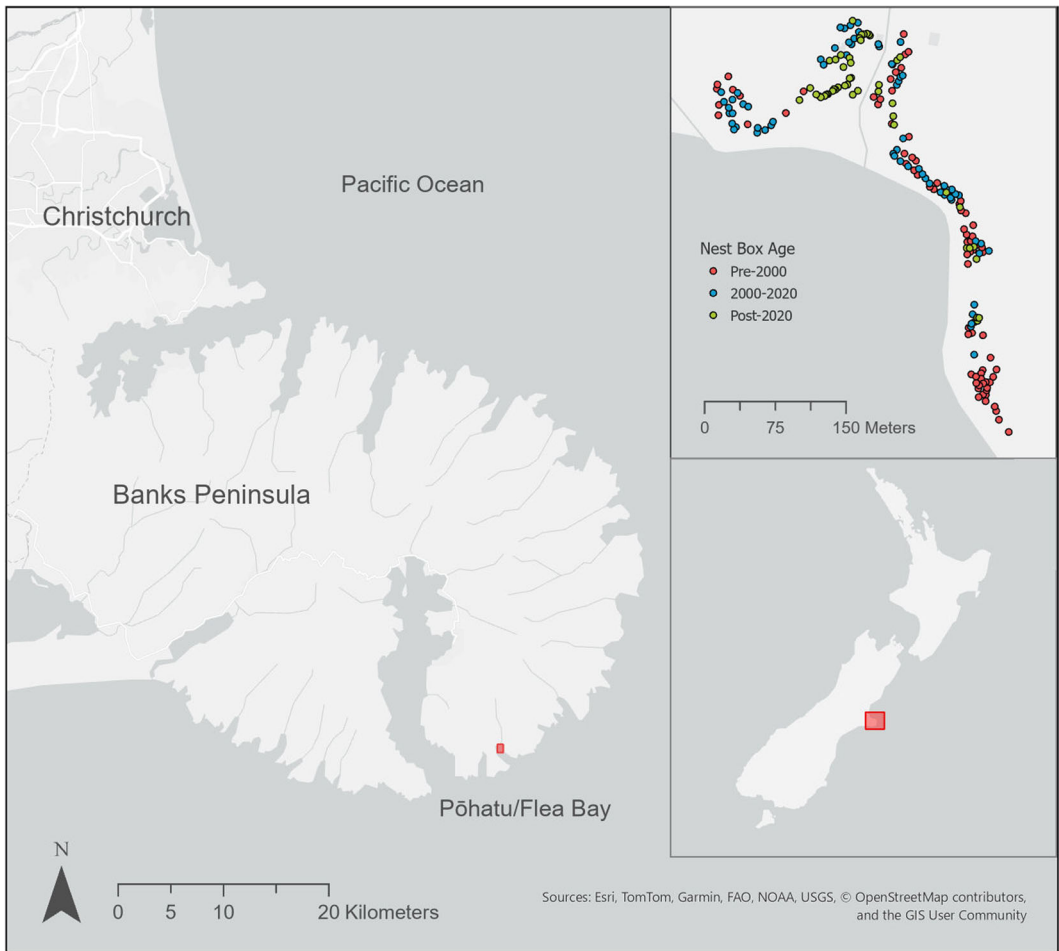 Pacific Ocean
Christchurch
Nest Box Age
Pre-2000
2000-2020
Post-2020
0 75 150 Meters
Banks Peninsula
Pōhatu/Flea Bay
N
0 5 10 20 Kilometers
Sources: Esri, TomTom, Garmin, FAO, NOAA, USGS, © OpenStreetMap contributors,
and the GIS User Community